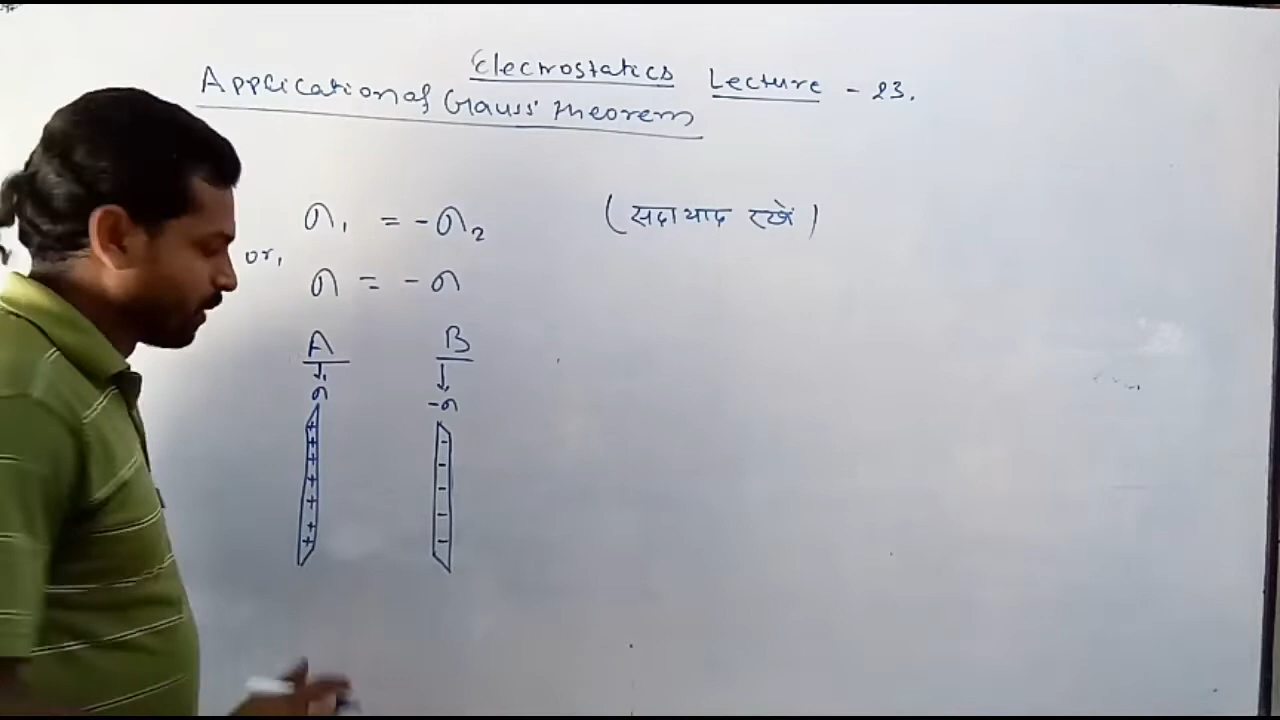 Electrostatics Lecture - 23.
Application of Gauss' theorem
σ₁ = -σ₂ (सदा याद रखें)
or,
σ = - σ
A B
σ -σ
+ + + + + + +
- - - - -